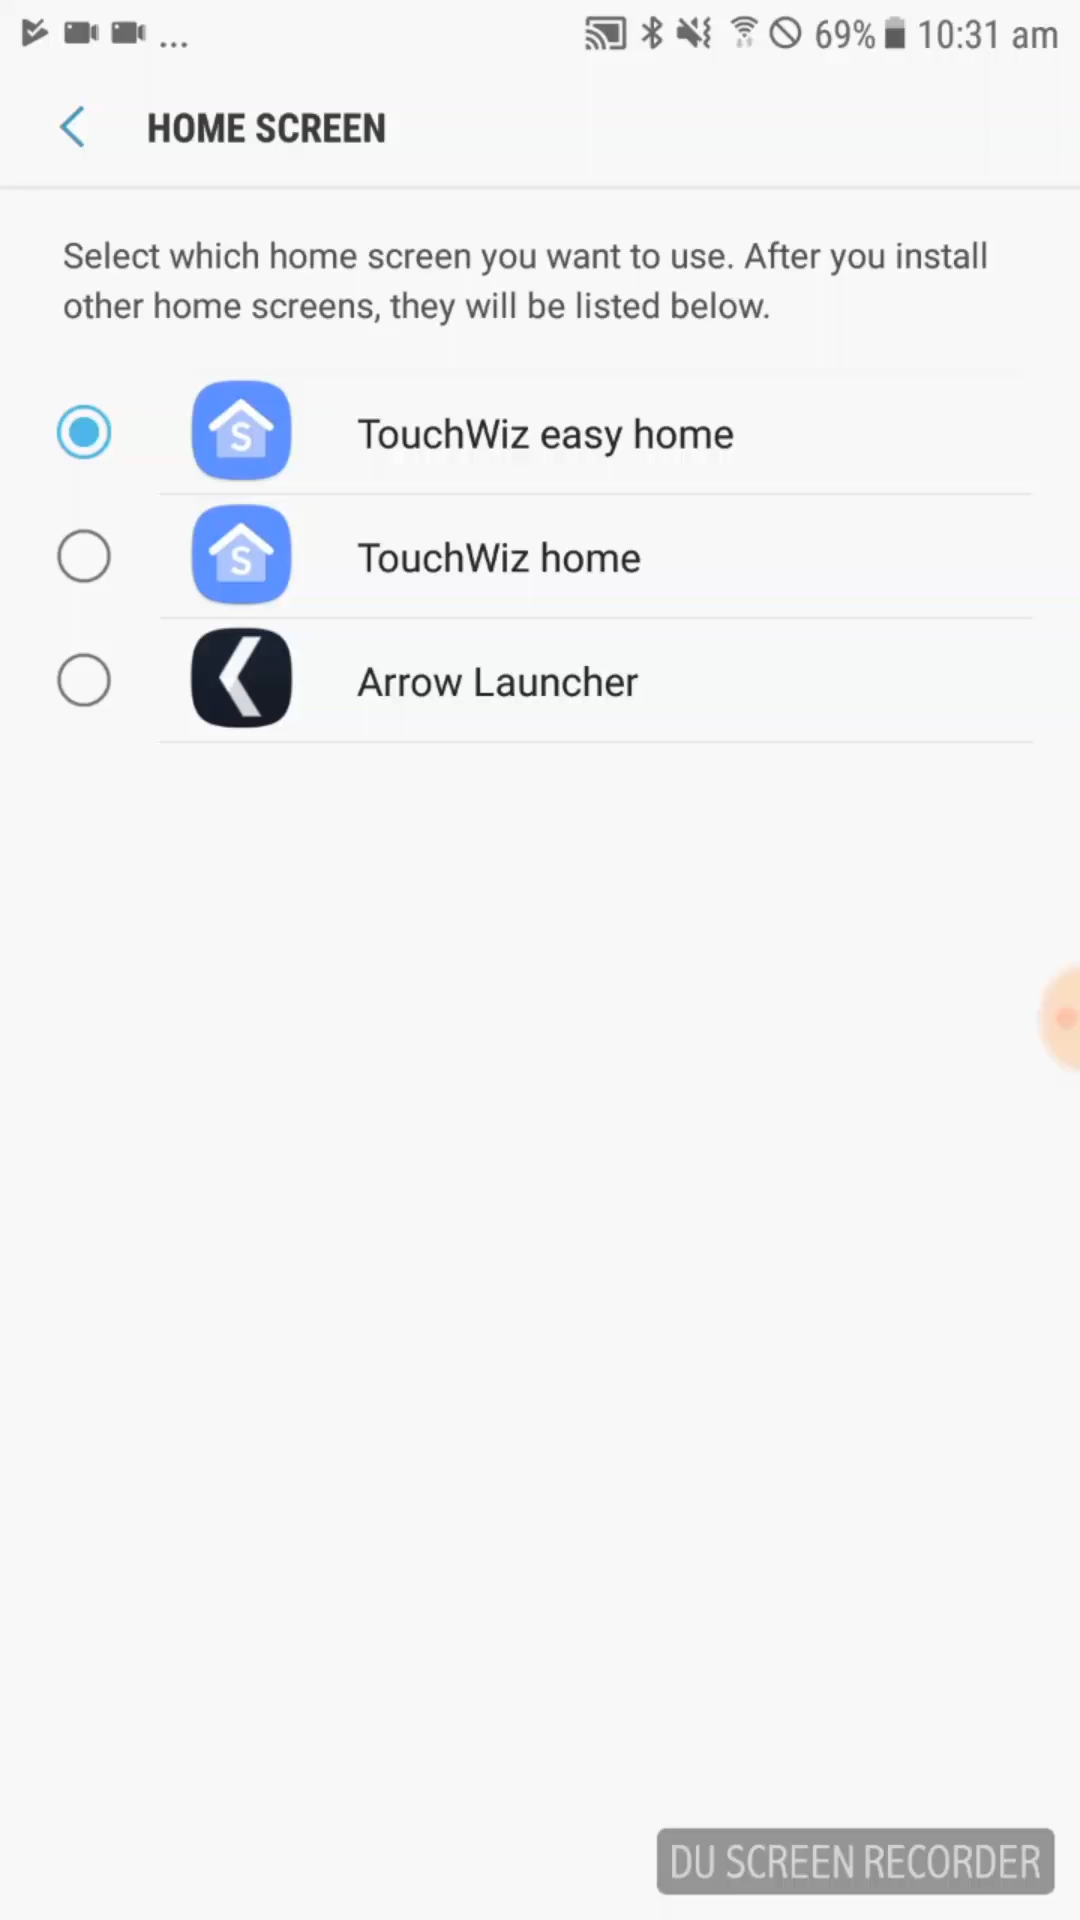 ... 69% 10:31 am
HOME SCREEN
Select which home screen you want to use. After you install
other home screens, they will be listed below.
S TouchWiz easy home
S TouchWiz home
Arrow Launcher
DU SCREEN RECORDER